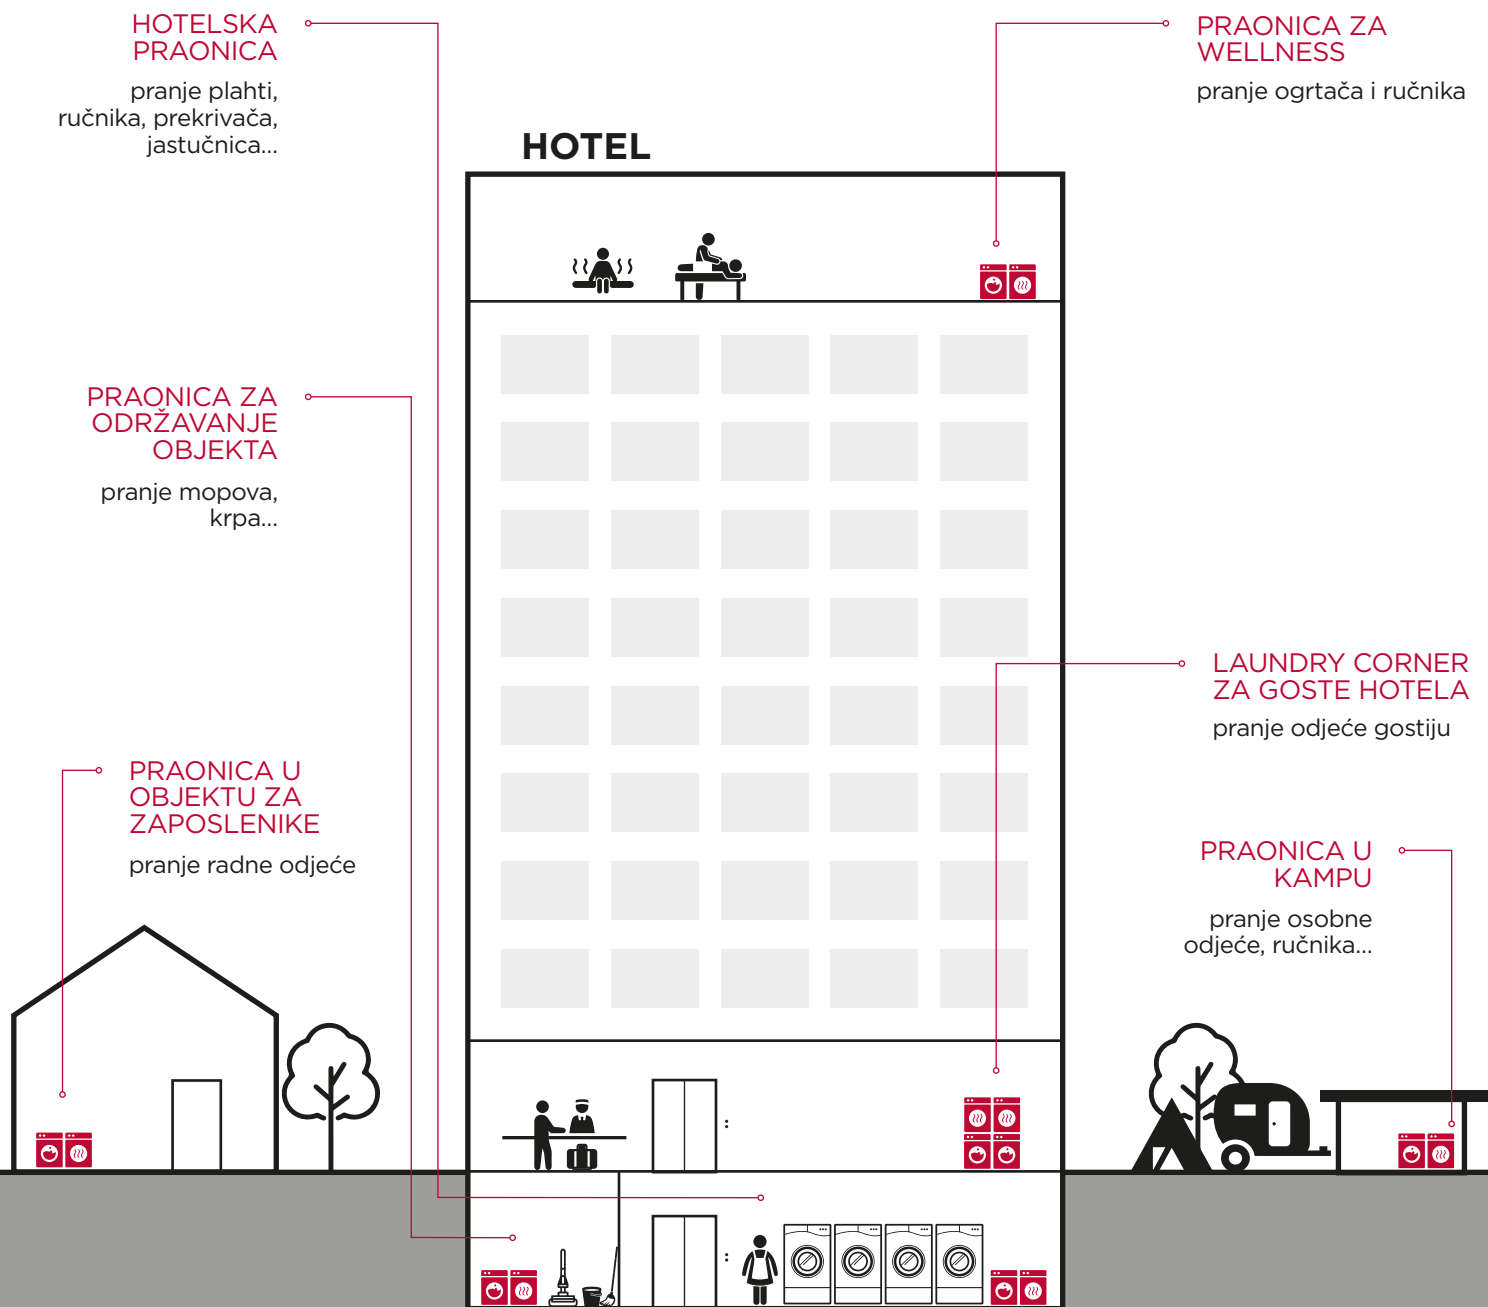 HOTELSKA
PRAONICA
pranje plahti,
ručnika, prekrivača,
jastučnica...
PRAONICA ZA
WELLNESS
pranje ogrtača i ručnika
HOTEL
PRAONICA ZA
ODRŽAVANJE
OBJEKTA
pranje mopova,
krpa...
LAUNDRY CORNER
ZA GOSTE HOTELA
pranje odjeće gostiju
PRAONICA U
OBJEKTU ZA
ZAPOSLENIKE
pranje radne odjeće
PRAONICA U
KAMPU
pranje osobne
odjeće, ručnika...